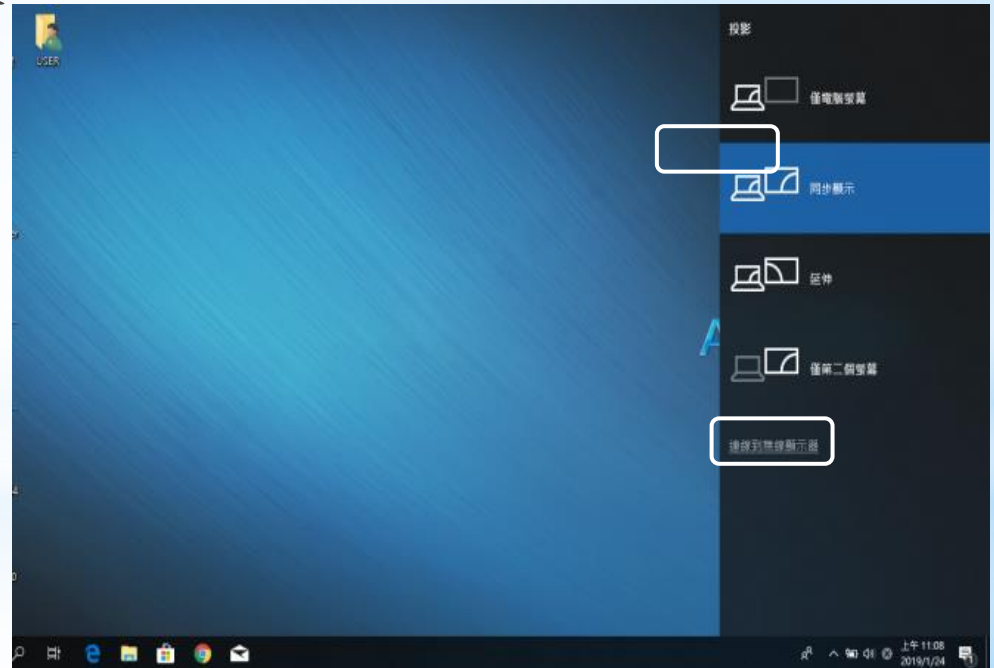 USER
投影
僅電腦螢幕
同步顯示
延伸
僅第二個螢幕
連線到無線顯示器
A
上午 11:08
2019/1/24